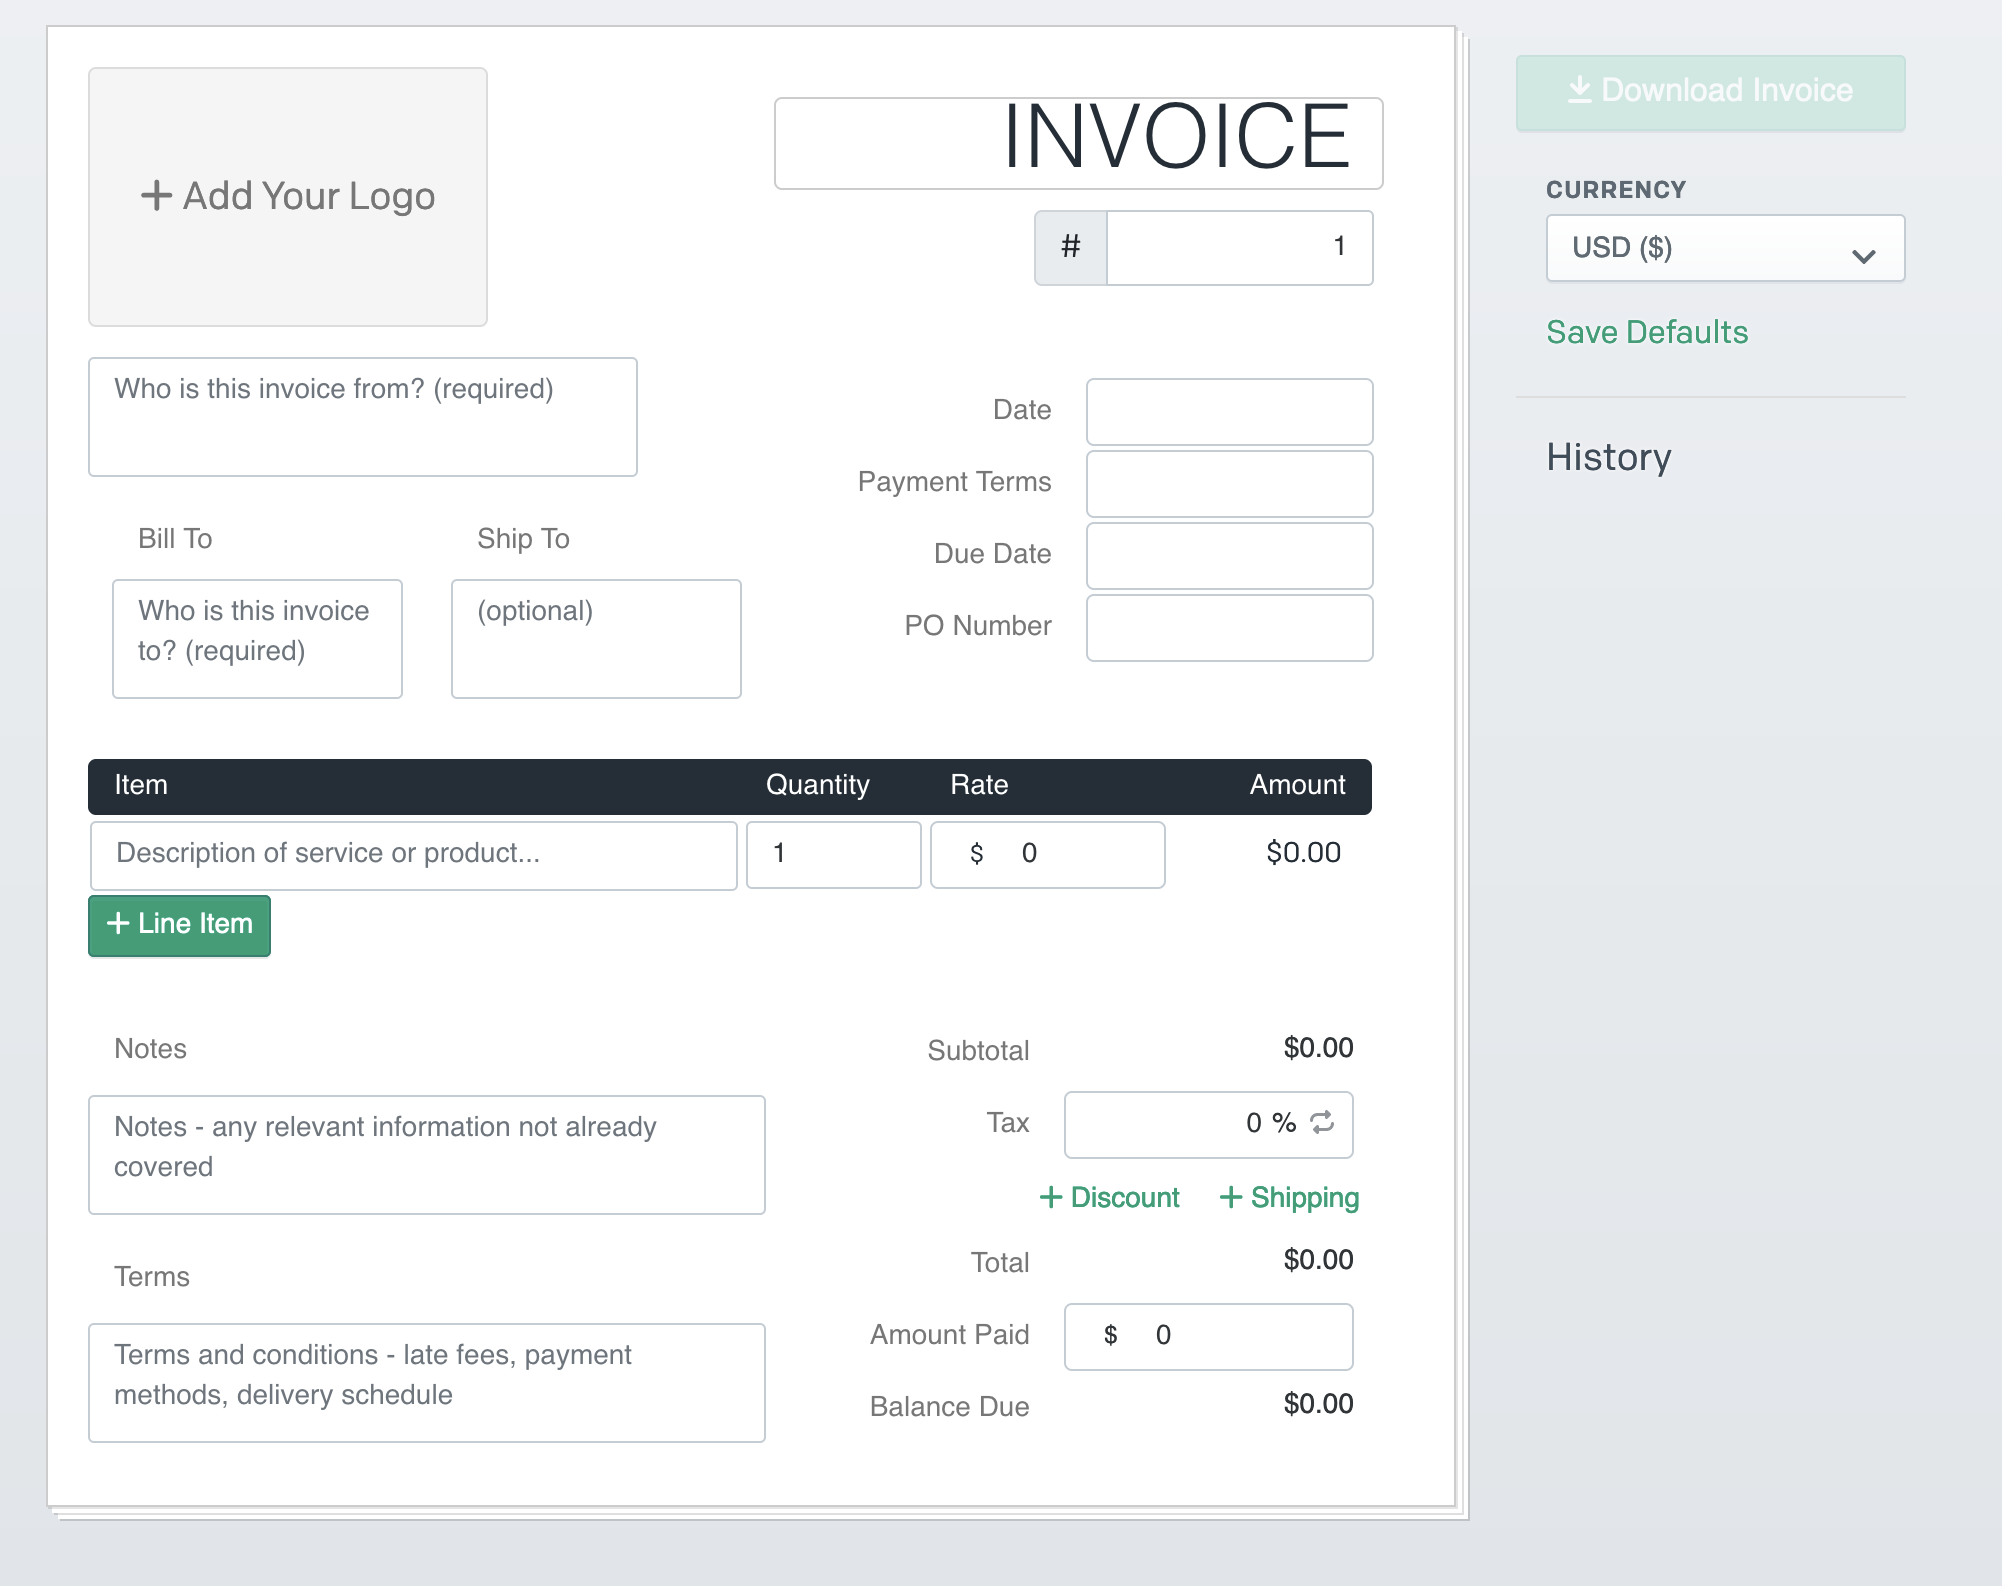 + Add Your Logo
INVOICE
# 1
Who is this invoice from? (required)
Date
Payment Terms
Due Date
PO Number
Bill To
Who is this invoice
to? (required)
Ship To
(optional)
Item Quantity Rate Amount
Description of service or product... 1 $ 0 $0.00
+ Line Item
Notes
Notes - any relevant information not already
covered
Terms
Terms and conditions - late fees, payment
methods, delivery schedule
Subtotal $0.00
Tax 0 %
+ Discount + Shipping
Total $0.00
Amount Paid $ 0
Balance Due $0.00
Download Invoice
CURRENCY
USD ($)
Save Defaults
History